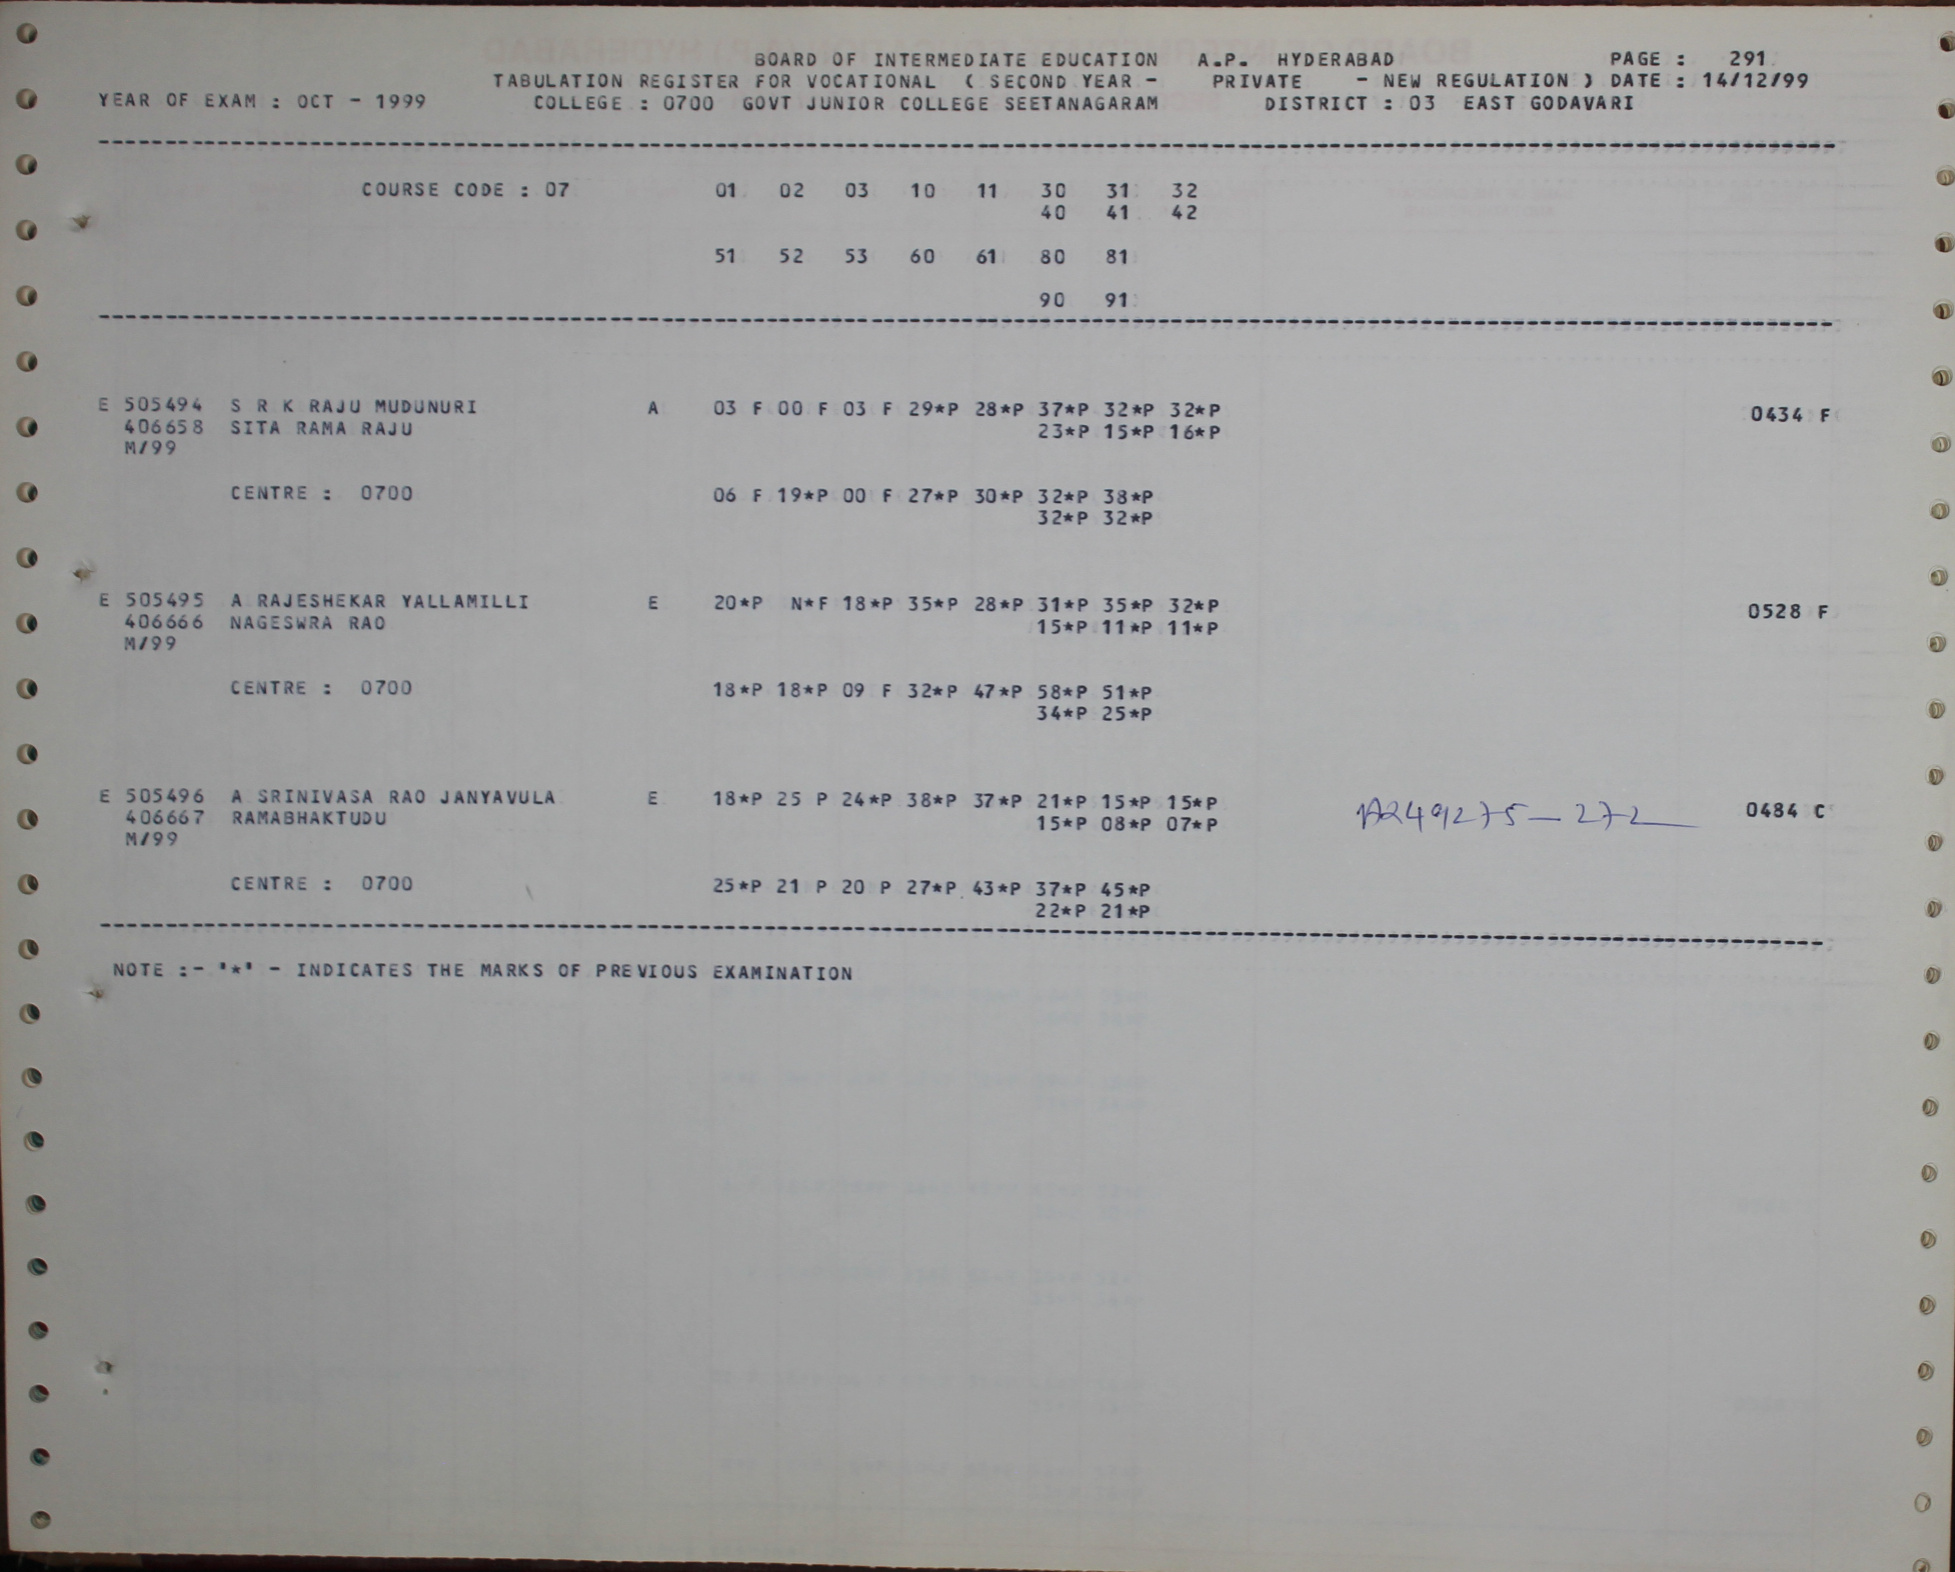 BOARD OF INTERMEDIATE EDUCATION A.P. HYDERABAD PAGE : 291
TABULATION REGISTER FOR VOCATIONAL ( SECOND YEAR - PRIVATE - NEW REGULATION ) DATE : 14/12/99
YEAR OF EXAM : OCT - 1999 COLLEGE : 0700 GOVT JUNIOR COLLEGE SEETANAGARAM DISTRICT : 03 EAST GODAVARI
COURSE CODE : 07 01 02 03 10 11 30 31 32
40 41 42
51 52 53 60 61 80 81
90 91
E 505494 S R K RAJU MUDUNURI A 03 F 00 F 03 F 29*P 28*P 37*P 32*P 32*P 0434 F
406658 SITA RAMA RAJU 23*P 15*P 16*P
M/99
CENTRE : 0700 06 F 19*P 00 F 27*P 30*P 32*P 38*P
32*P 32*P
E 505495 A RAJESHEKAR YALLAMILLI E 20*P N*F 18*P 35*P 28*P 31*P 35*P 32*P 0528 F
406666 NAGESWRA RAO 15*P 11*P 11*P
M/99
CENTRE : 0700 18*P 18*P 09 F 32*P 47*P 58*P 51*P
34*P 25*P
E 505496 A SRINIVASA RAO JANYAVULA E 18*P 25 P 24*P 38*P 37*P 21*P 15*P 15*P A249275-272 0484 C
406667 RAMABHAKTUDU 15*P 08*P 07*P
M/99
CENTRE : 0700 25*P 21 P 20 P 27*P 43*P 37*P 45*P
22*P 21*P
NOTE :- '*' - INDICATES THE MARKS OF PREVIOUS EXAMINATION